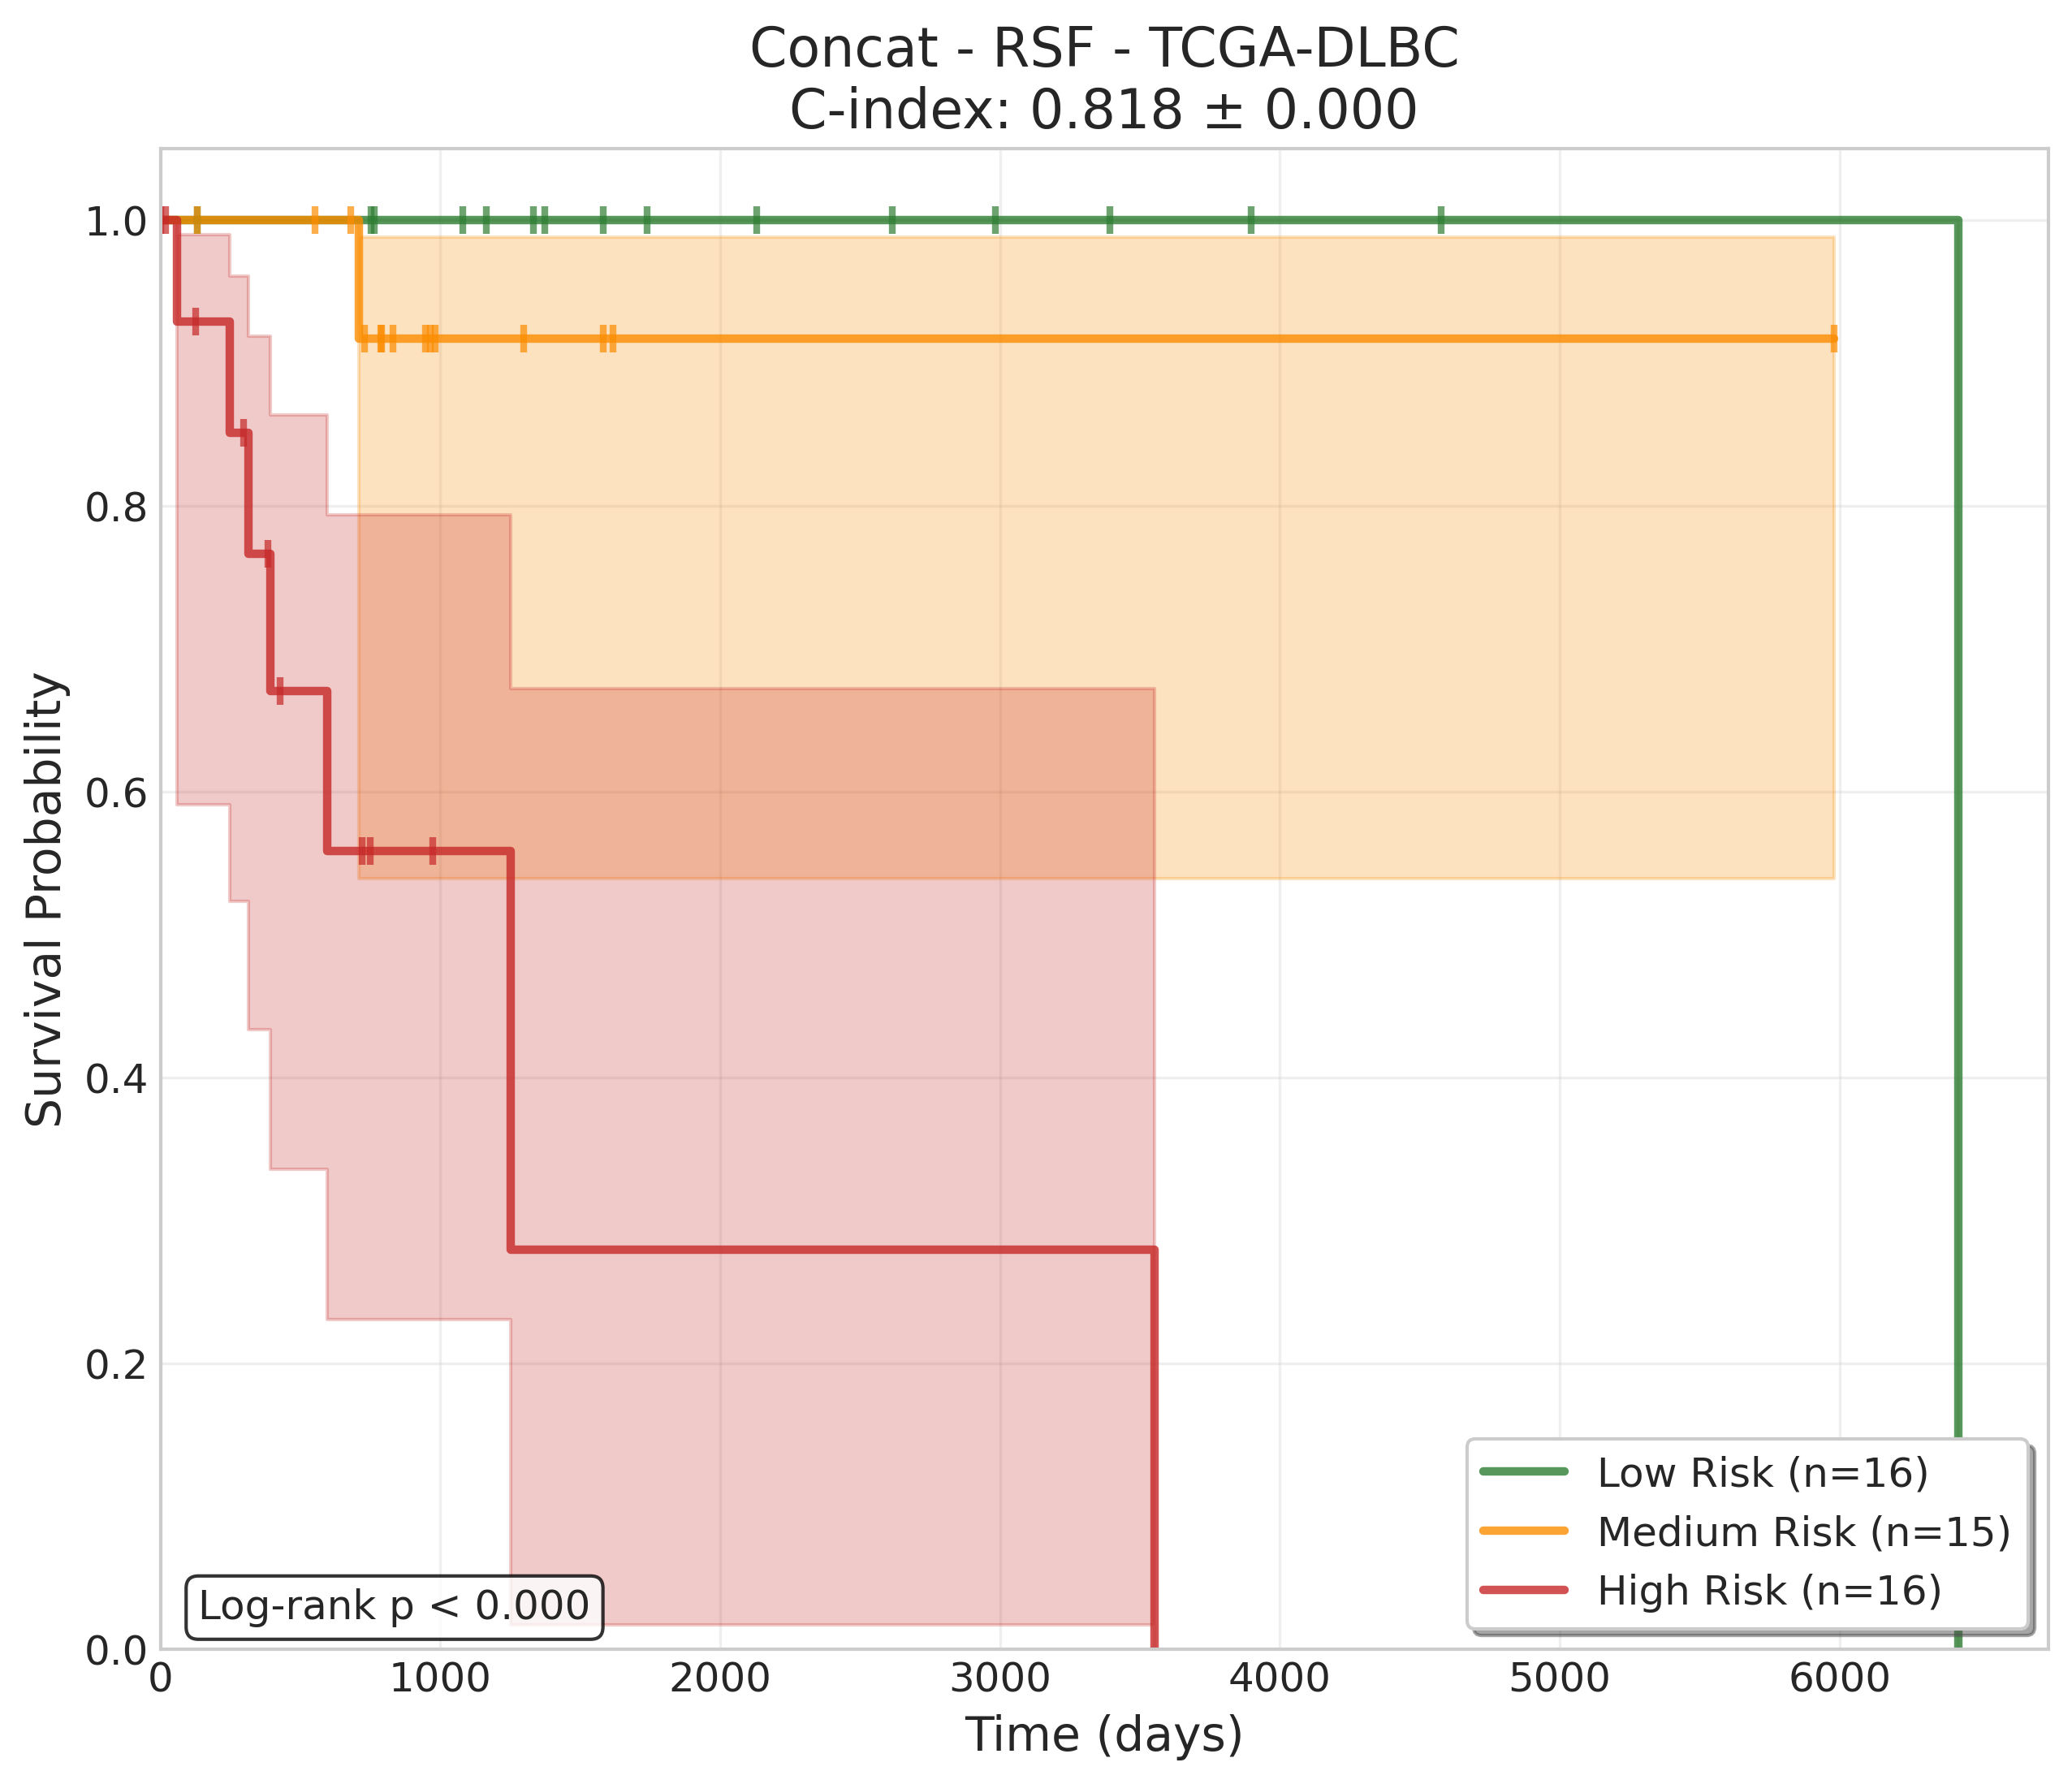 Concat - RSF - TCGA-DLBC
C-index: 0.818 ± 0.000
Survival Probability
1.0
0.8
0.6
0.4
0.2
0.0
Log-rank p < 0.000
Low Risk (n=16)
Medium Risk (n=15)
High Risk (n=16)
0 1000 2000 3000 4000 5000 6000
Time (days)